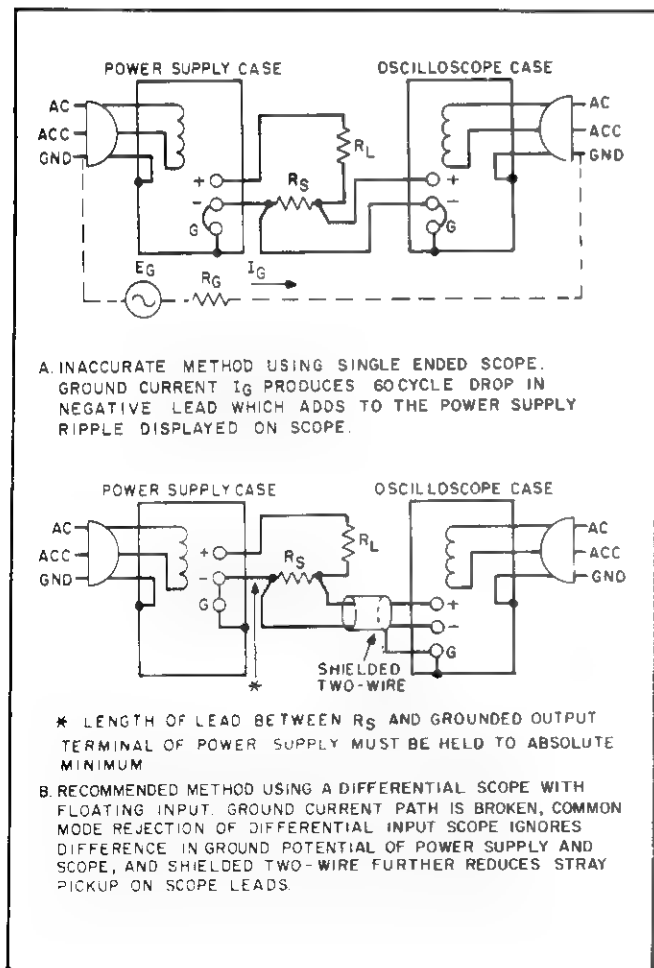 POWER SUPPLY CASE
OSCILLOSCOPE CASE
AC
ACC
GND
+
-
G
RS
RL
+
-
G
AC
ACC
GND
EG
RG
IG
A. INACCURATE METHOD USING SINGLE ENDED SCOPE.
GROUND CURRENT IG PRODUCES 60 CYCLE DROP IN
NEGATIVE LEAD WHICH ADDS TO THE POWER SUPPLY
RIPPLE DISPLAYED ON SCOPE.
POWER SUPPLY CASE
OSCILLOSCOPE CASE
AC
ACC
GND
+
-
G
RS
RL
+
-
G
AC
ACC
GND
*
SHIELDED
TWO-WIRE
* LENGTH OF LEAD BETWEEN RS AND GROUNDED OUTPUT
TERMINAL OF POWER SUPPLY MUST BE HELD TO ABSOLUTE
MINIMUM
B. RECOMMENDED METHOD USING A DIFFERENTIAL SCOPE WITH
FLOATING INPUT. GROUND CURRENT PATH IS BROKEN, COMMON
MODE REJECTION OF DIFFERENTIAL INPUT SCOPE IGNORES
DIFFERENCE IN GROUND POTENTIAL OF POWER SUPPLY AND
SCOPE, AND SHIELDED TWO-WIRE FURTHER REDUCES STRAY
PICKUP ON SCOPE LEADS.